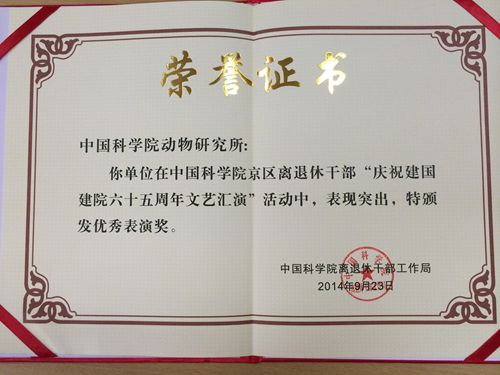 荣誉证书
中国科学院动物研究所：
你单位在中国科学院京区离退休干部“庆祝建国
建院六十五周年文艺汇演”活动中，表现突出，特颁
发优秀表演奖。
中国科学院离退休干部工作局
2014年9月23日